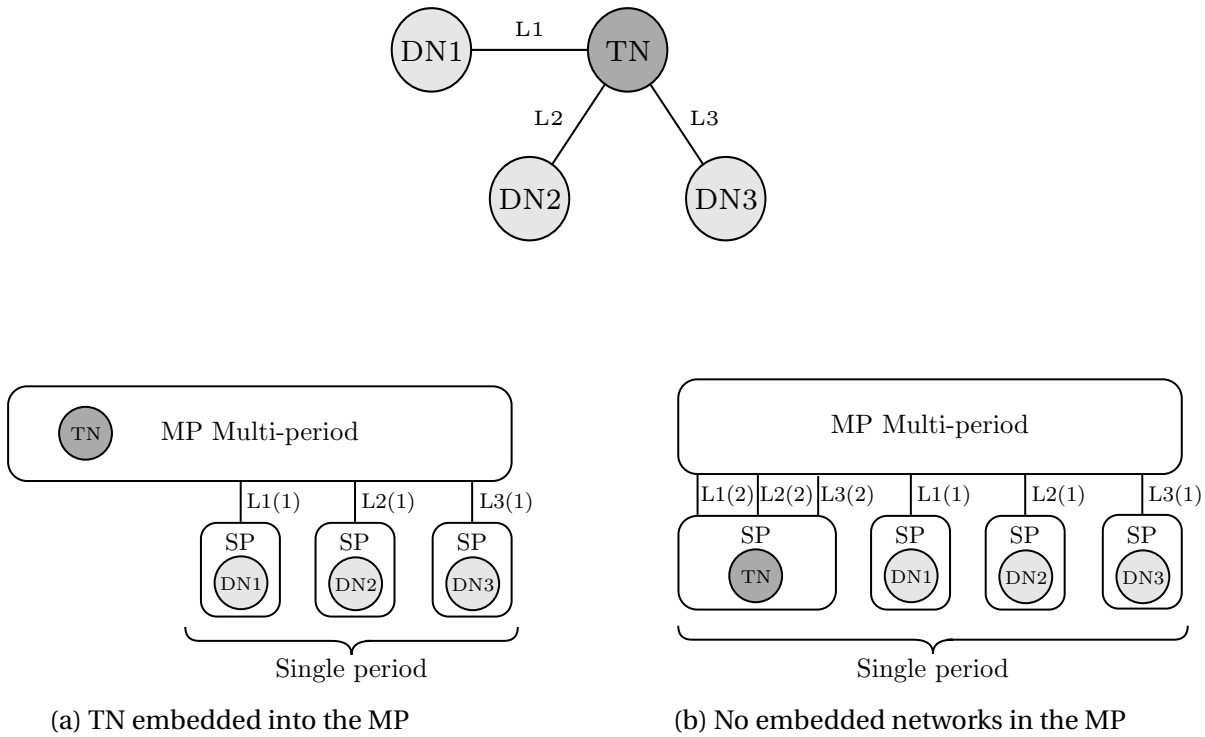 DN1 L1 TN
L2 L3
DN2 DN3
TN MP Multi-period
L1(1) L2(1) L3(1)
SP SP SP
DN1 DN2 DN3
Single period
(a) TN embedded into the MP
MP Multi-period
L1(2) L2(2) L3(2) L1(1) L2(1) L3(1)
SP SP SP SP
TN DN1 DN2 DN3
Single period
(b) No embedded networks in the MP